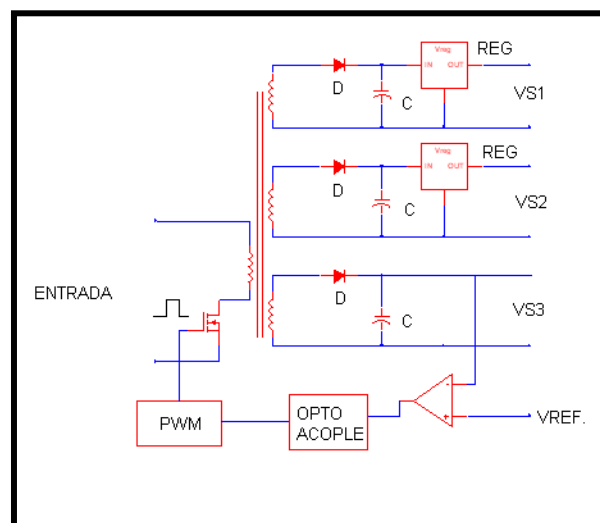 REG
Vreg
IN OUT
VS1
D
C
REG
Vreg
IN OUT
VS2
D
C
ENTRADA
D
C
VS3
PWM
OPTO
ACOPLE
VREF.